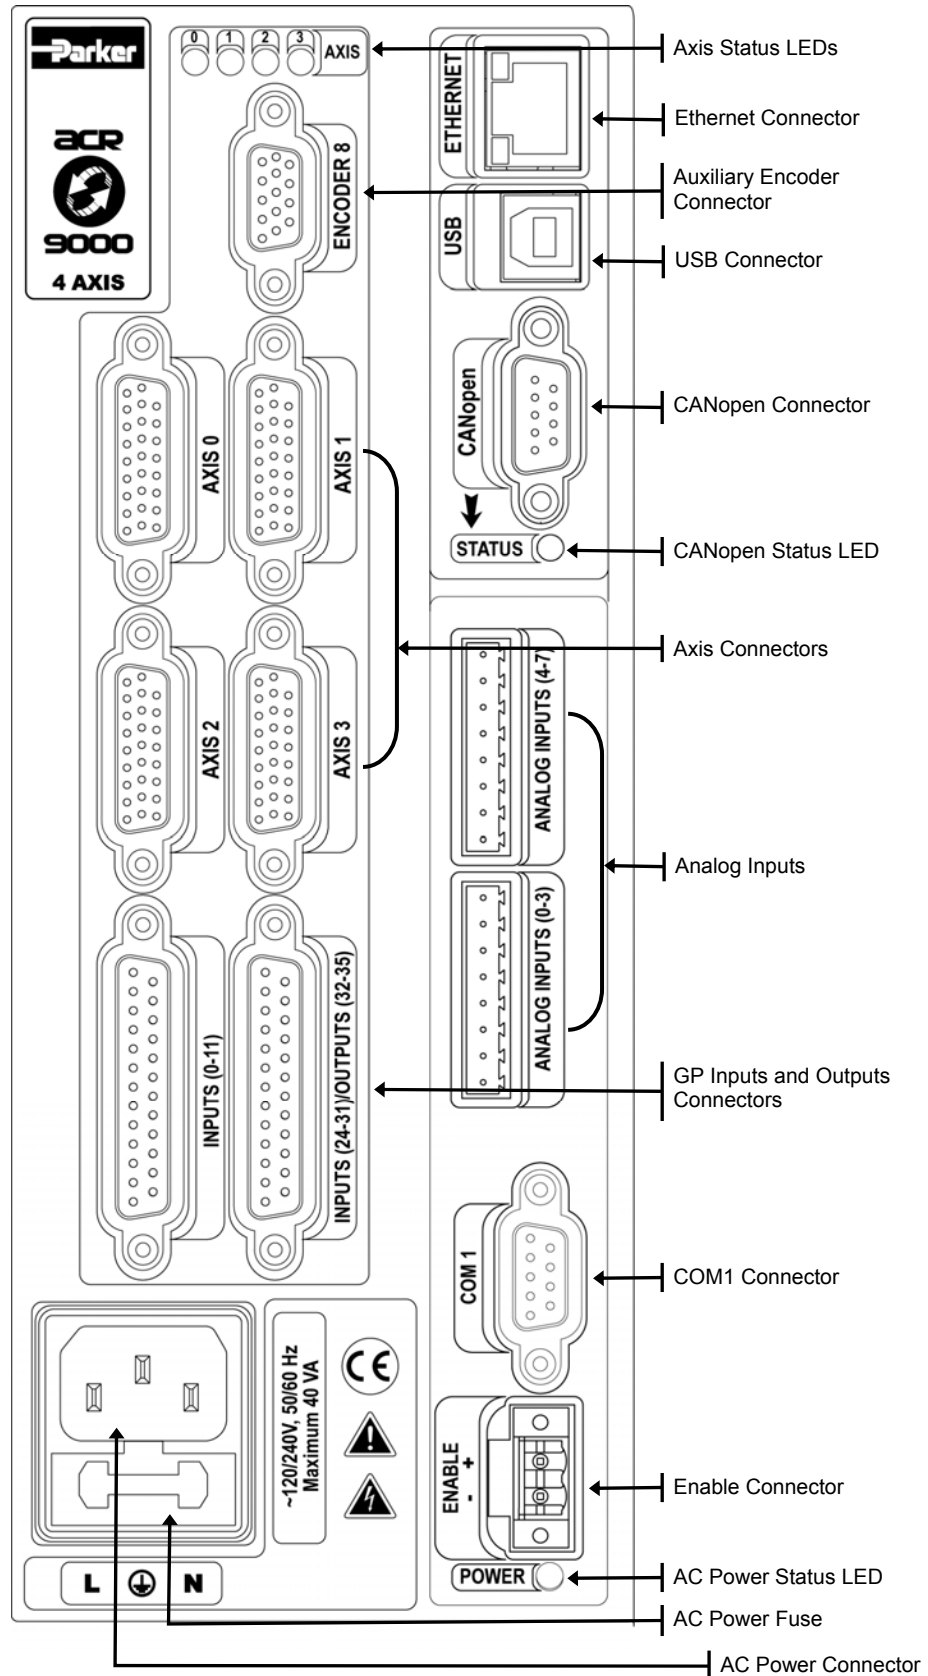 Parker
acr
9000
4 AXIS
0 1 2 3 AXIS
ENCODER 8
AXIS 0
AXIS 1
AXIS 2
AXIS 3
INPUTS (0-11)
INPUTS (24-31)/OUTPUTS (32-35)
~120/240V, 50/60 Hz
Maximum 40 VA
CE
L N
ETHERNET
USB
CANopen
STATUS
ANALOG INPUTS (4-7)
ANALOG INPUTS (0-3)
COM 1
ENABLE
- +
POWER
Axis Status LEDs
Ethernet Connector
Auxiliary Encoder
Connector
USB Connector
CANopen Connector
CANopen Status LED
Axis Connectors
Analog Inputs
GP Inputs and Outputs
Connectors
COM1 Connector
Enable Connector
AC Power Status LED
AC Power Fuse
AC Power Connector